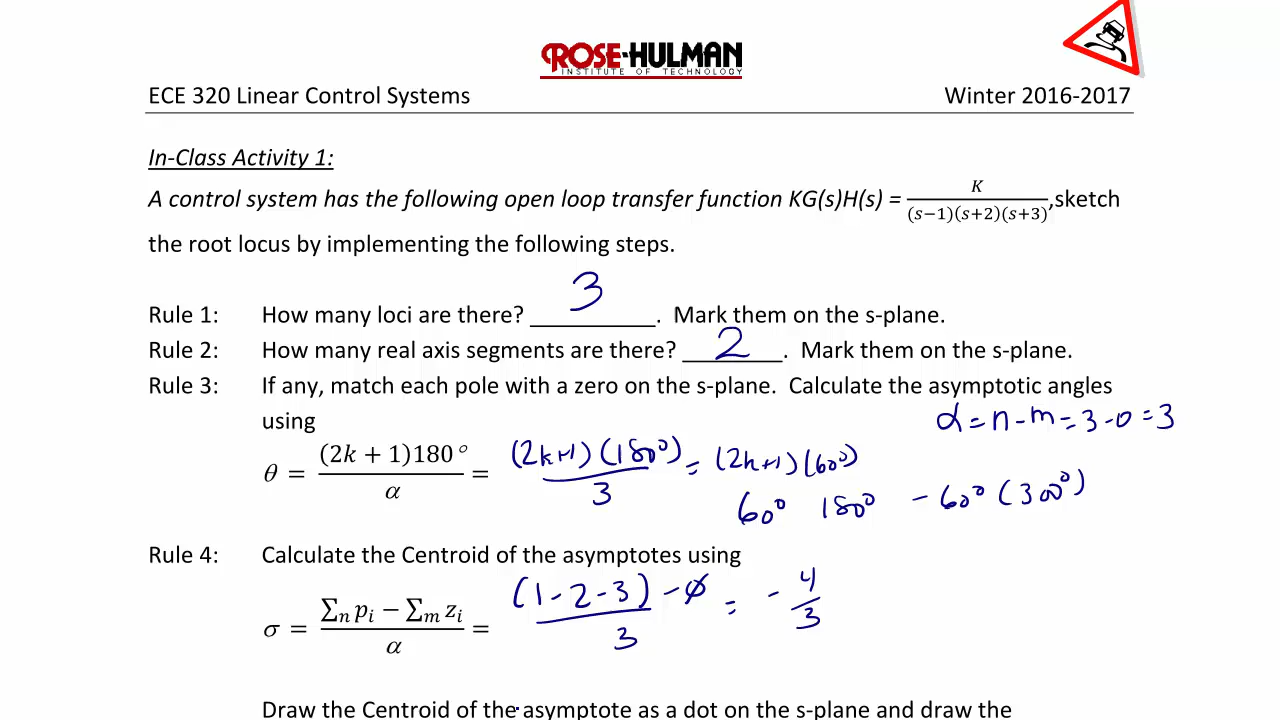 ROSE-HULMAN
INSTITUTE OF TECHNOLOGY
ECE 320 Linear Control Systems Winter 2016-2017
In-Class Activity 1:
A control system has the following open loop transfer function KG(s)H(s) = K/((s−1)(s+2)(s+3)),sketch
the root locus by implementing the following steps.
Rule 1: How many loci are there? 3. Mark them on the s-plane.
Rule 2: How many real axis segments are there? 2. Mark them on the s-plane.
Rule 3: If any, match each pole with a zero on the s-plane. Calculate the asymptotic angles
using α = n - m = 3 - 0 = 3
θ = (2k + 1)180°/α = (2k+1)(180°)/3 = (2k+1)(60°)
60° 180° -60° (300°)
Rule 4: Calculate the Centroid of the asymptotes using
σ = (∑n pi − ∑m zi)/α = ((1-2-3) - 0)/3 = -4/3
Draw the Centroid of the asymptote as a dot on the s-plane and draw the